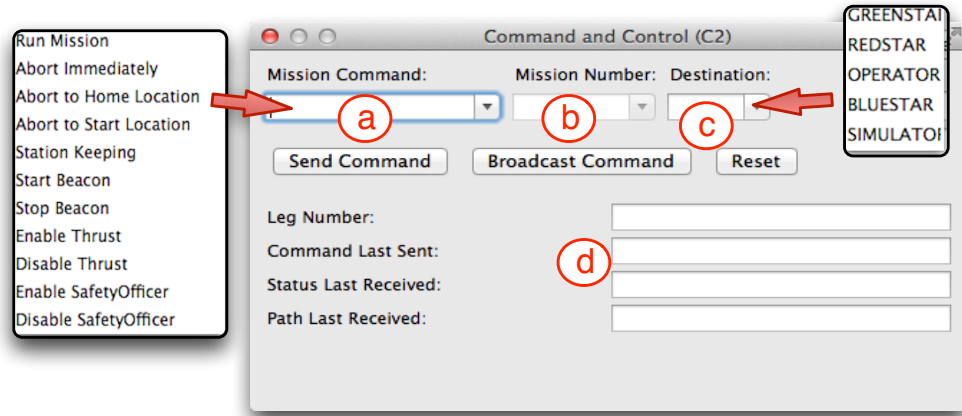 Run Mission
Abort Immediately
Abort to Home Location
Abort to Start Location
Station Keeping
Start Beacon
Stop Beacon
Enable Thrust
Disable Thrust
Enable SafetyOfficer
Disable SafetyOfficer
Command and Control (C2)
Mission Command: Mission Number: Destination:
a b c
Send Command Broadcast Command Reset
Leg Number:
Command Last Sent:
d
Status Last Received:
Path Last Received:
REDSTAR
OPERATOR
BLUESTAR